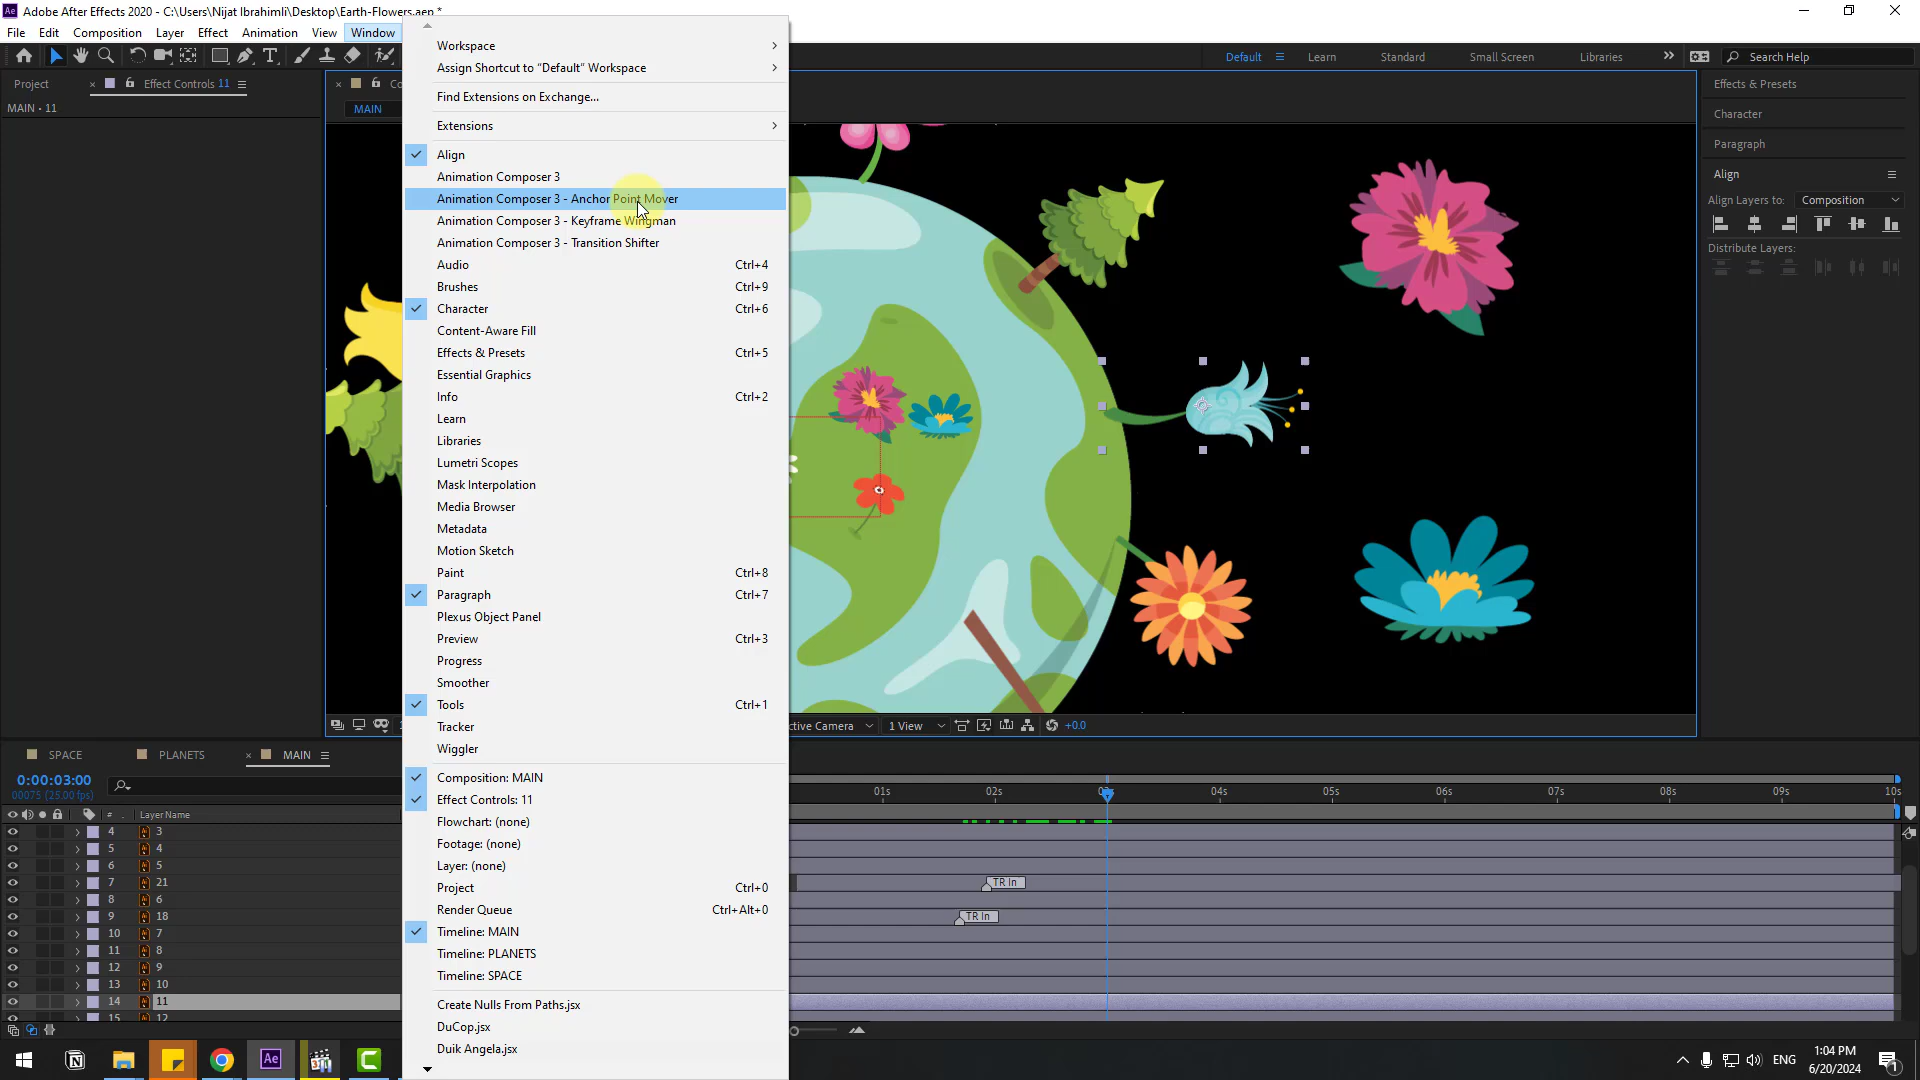 Adobe After Effects 2020 - C:\Users\Nijat Ibrahimli\Desktop\Earth-Flowers.aep *
File Edit Composition Layer Effect Animation View Window
Default Learn Standard Small Screen Libraries Search Help
Project Effect Controls 11
MAIN • 11
MAIN
Workspace
Assign Shortcut to “Default” Workspace
Find Extensions on Exchange...
Extensions
Align
Animation Composer 3
Animation Composer 3 - Anchor Point Mover
Animation Composer 3 - Keyframe Wingman
Animation Composer 3 - Transition Shifter
Audio Ctrl+4
Brushes Ctrl+9
Character Ctrl+6
Content-Aware Fill
Effects & Presets Ctrl+5
Essential Graphics
Info Ctrl+2
Learn
Libraries
Lumetri Scopes
Mask Interpolation
Media Browser
Metadata
Motion Sketch
Paint Ctrl+8
Paragraph Ctrl+7
Plexus Object Panel
Preview Ctrl+3
Progress
Smoother
Tools Ctrl+1
Tracker
Wiggler
Composition: MAIN
Effect Controls: 11
Flowchart: (none)
Footage: (none)
Layer: (none)
Project Ctrl+0
Render Queue Ctrl+Alt+0
Timeline: MAIN
Timeline: PLANETS
Timeline: SPACE
Create Nulls From Paths.jsx
DuCop.jsx
Duik Angela.jsx
Effects & Presets
Character
Paragraph
Align
Align Layers to: Composition
Distribute Layers:
ctive Camera 1 View +0.0
SPACE PLANETS MAIN
0:00:03:00
00075 (25.00 fps)
# Layer Name
01s 02s 04s 05s 06s 07s 08s 09s 10s
4 3
5 4
6 5
7 21 TR In
8 6
9 18 TR In
10 7
11 8
12 9
13 10
14 11
15 12
ENG
1:04 PM
6/20/2024
1